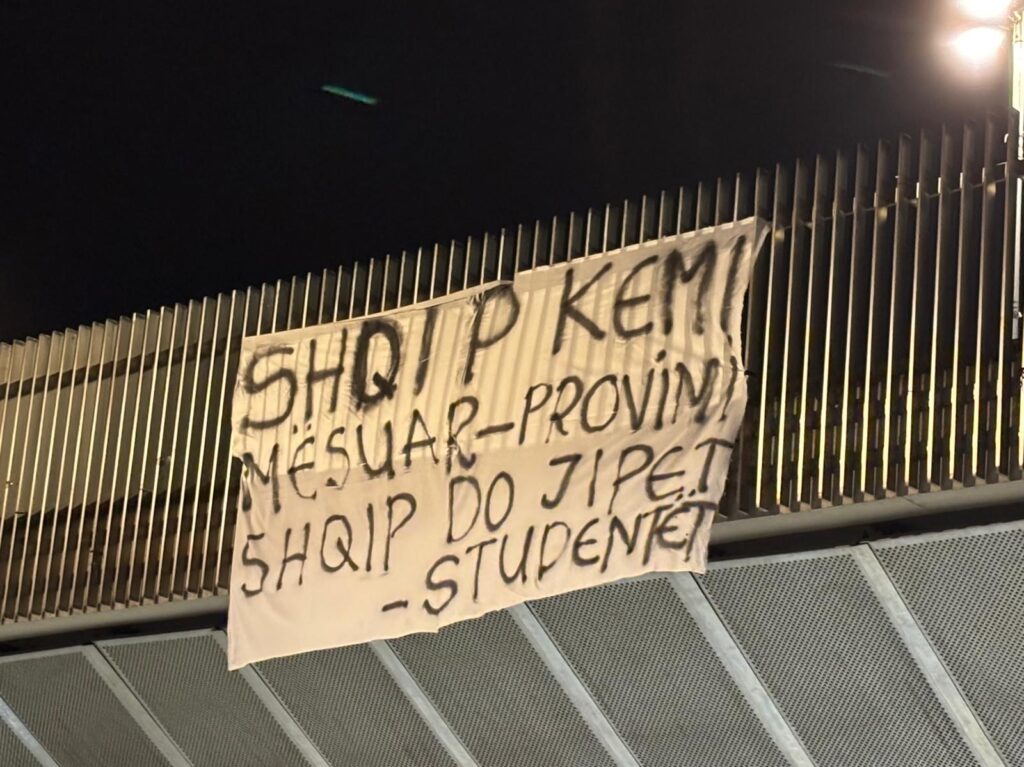 SHQIP KEMI
MËSUAR-PROVIMI
SHQIP DO JIPET
-STUDENTËT